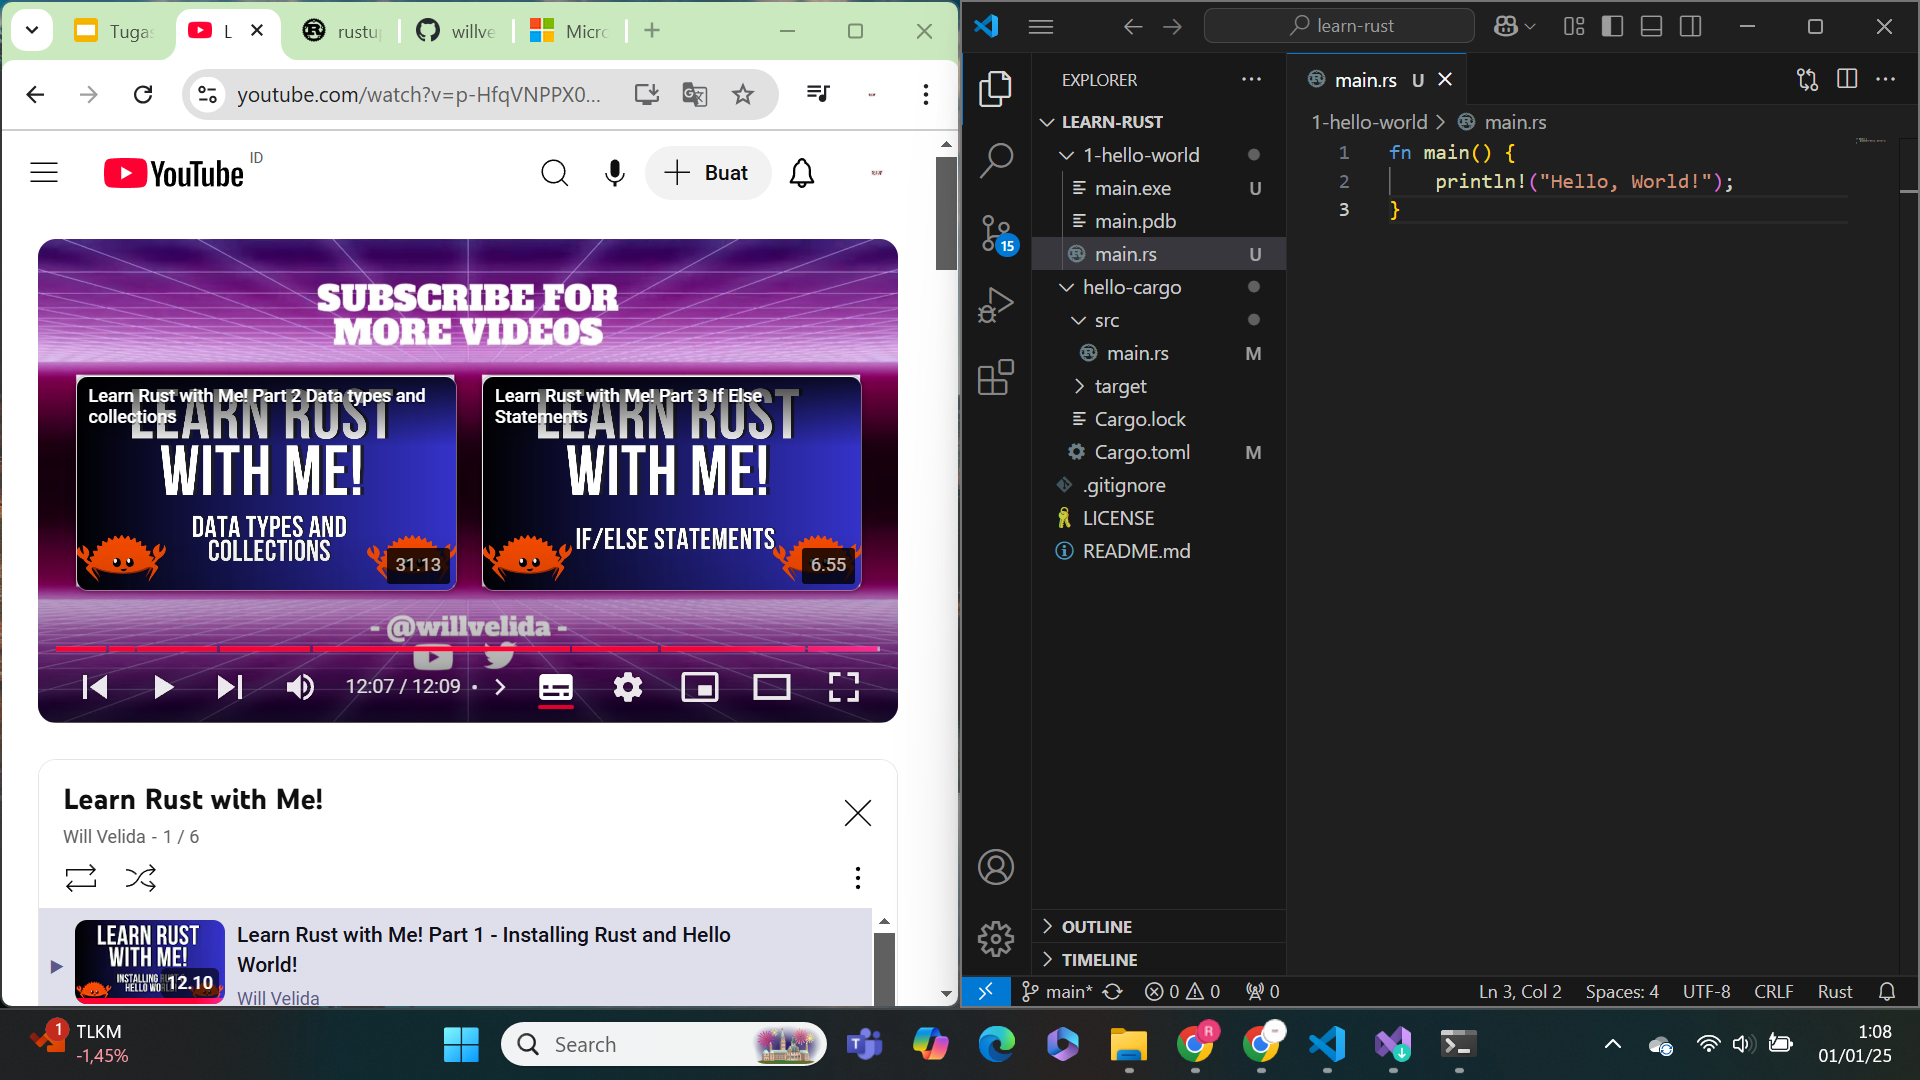 Tugas
L
rustu
willve
Micro
youtube.com/watch?v=p-HfqVNPPX0...
YouTube ID
Buat
SUBSCRIBE FOR
MORE VIDEOS
Learn Rust with Me! Part 2 Data types and
collections
LEARN RUST
WITH ME!
DATA TYPES AND
COLLECTIONS
31.13
Learn Rust with Me! Part 3 If Else
Statements
LEARN RUST
WITH ME!
IF/ELSE STATEMENTS
6.55
- @willvelida -
12:07 / 12:09 •
Learn Rust with Me!
Will Velida - 1 / 6
LEARN RUST
WITH ME!
INSTALLING RUST
HELLO WO
12.10
Learn Rust with Me! Part 1 - Installing Rust and Hello
World!
Will Velida
learn-rust
EXPLORER
LEARN-RUST
1-hello-world
main.exe U
main.pdb
main.rs U
hello-cargo
src
main.rs M
target
Cargo.lock
Cargo.toml M
.gitignore
LICENSE
README.md
OUTLINE
TIMELINE
15
main.rs U
1-hello-world > main.rs
1 fn main() {
2 println!("Hello, World!");
3 }
main* 0 0 0
Ln 3, Col 2 Spaces: 4 UTF-8 CRLF Rust
1
TLKM
-1,45%
Search
R
1:08
01/01/25